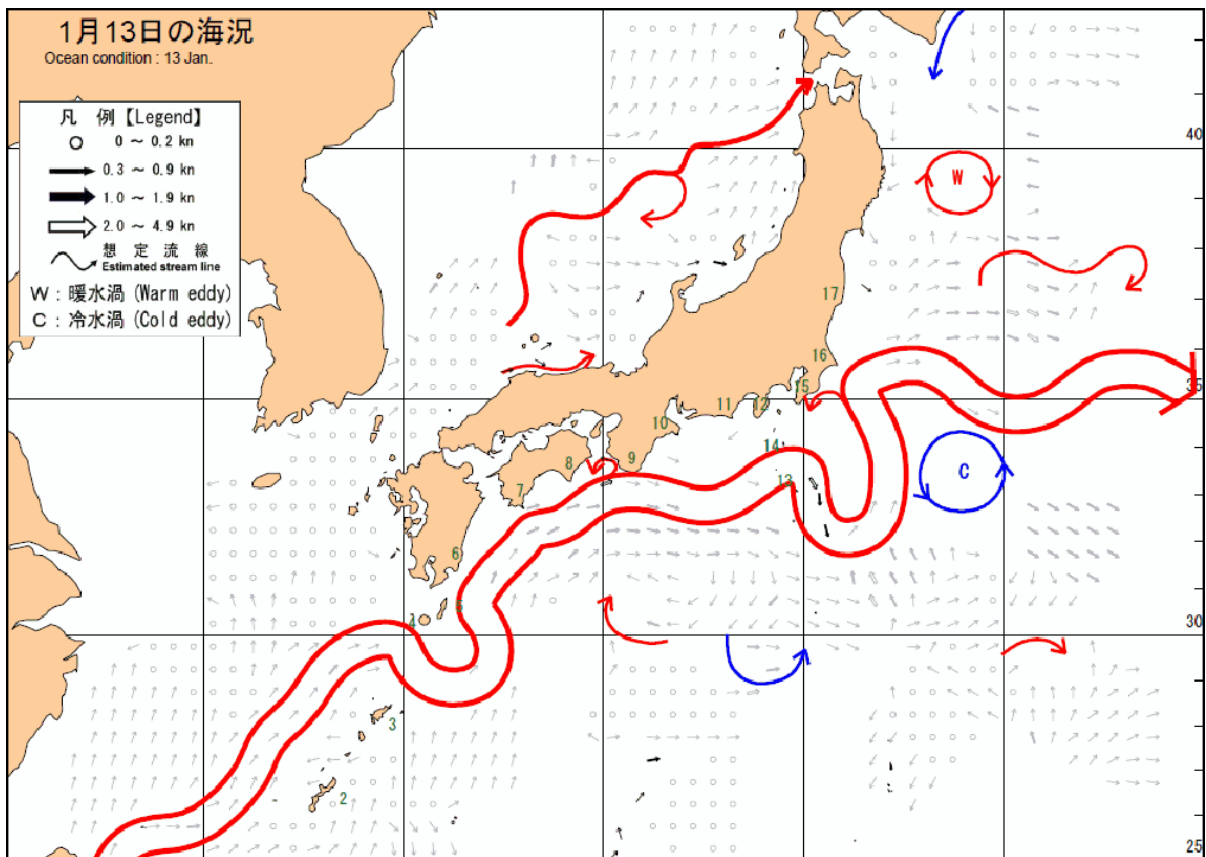 1月13日の海況
Ocean condition : 13 Jan.
凡 例【Legend】
0 ～ 0.2 kn
0.3 ～ 0.9 kn
1.0 ～ 1.9 kn
2.0 ～ 4.9 kn
想 定 流 線
Estimated stream line
W : 暖水渦 (Warm eddy)
C : 冷水渦 (Cold eddy)
40
W
17
16
35
15
12
11
10
14
9
8
C
13
7
6
5
4
30
3
2
25